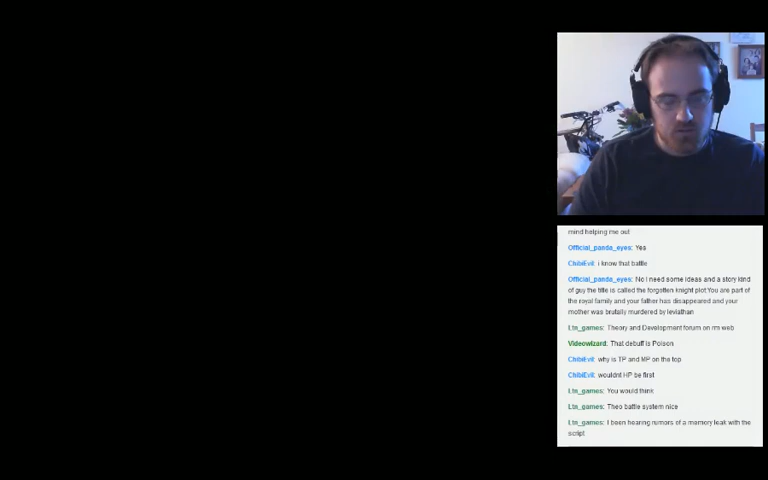 mind helping me out
Official_panda_eyes: Yes
ChibiEvil: i know that battle
Official_panda_eyes: No I need some ideas and a story kind
of guy the title is called the forgotten knight plot You are part of
the royal family and your father has disappeared and your
mother was brutally murdered by leviathan
Ltn_games: Theory and Development forum on rm web
Videowizard: That debuff is Poison
ChibiEvil: why is TP and MP on the top
ChibiEvil: wouldnt HP be first
Ltn_games: You would think
Ltn_games: Theo battle system nice
Ltn_games: I been hearing rumors of a memory leak with the
script